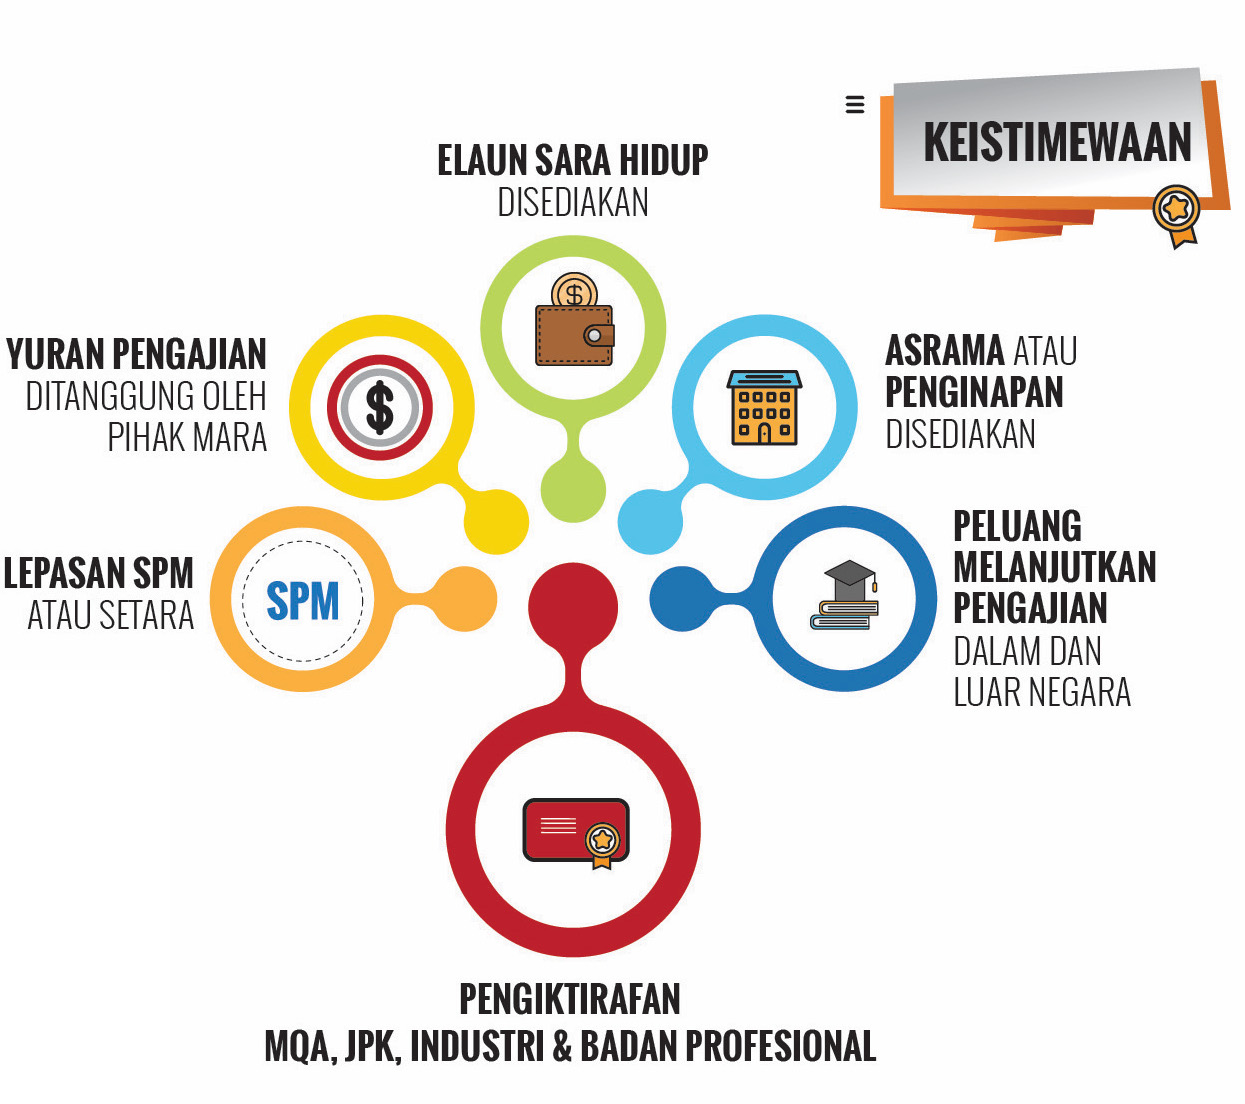 KEISTIMEWAAN
ELAUN SARA HIDUP
DISEDIAKAN
YURAN PENGAJIAN
DITANGGUNG OLEH
PIHAK MARA
$
$
ASRAMA ATAU
PENGINAPAN
DISEDIAKAN
LEPASAN SPM
ATAU SETARA
SPM
PELUANG
MELANJUTKAN
PENGAJIAN
DALAM DAN
LUAR NEGARA
PENGIKTIRAFAN
MQA, JPK, INDUSTRI & BADAN PROFESIONAL